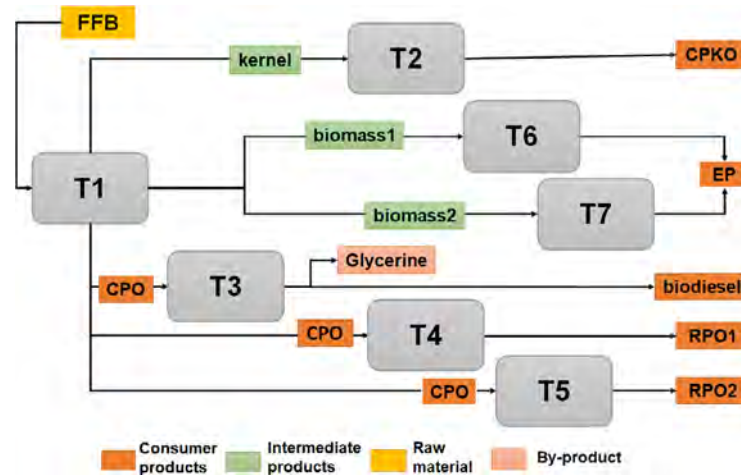 FFB
kernel
T2
CPKO
biomass1
T6
T1
EP
biomass2
T7
Glycerine
CPO
T3
biodiesel
CPO
T4
RPO1
CPO
T5
RPO2
Consumer
products
Intermediate
products
Raw
material
By-product